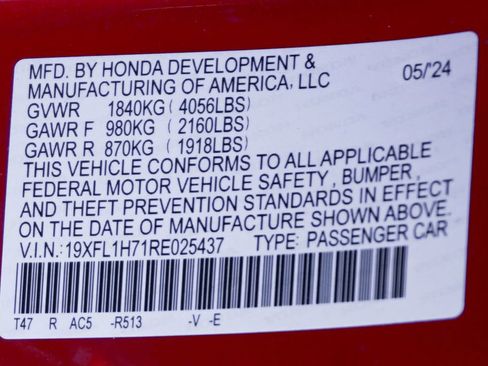 MFD. BY HONDA DEVELOPMENT &
MANUFACTURING OF AMERICA, LLC 05/'24
GVWR 1840KG (4056LBS)
GAWR F 980KG (2160LBS)
GAWR R 870KG (1918LBS)
THIS VEHICLE CONFORMS TO ALL APPLICABLE
FEDERAL MOTOR VEHICLE SAFETY, BUMPER,
AND THEFT PREVENTION STANDARDS IN EFFECT
ON THE DATE OF MANUFACTURE SHOWN ABOVE.
V.I.N.:19XFL1H71RE025437 TYPE: PASSENGER CAR
T47 R AC5 -R513 -V -E